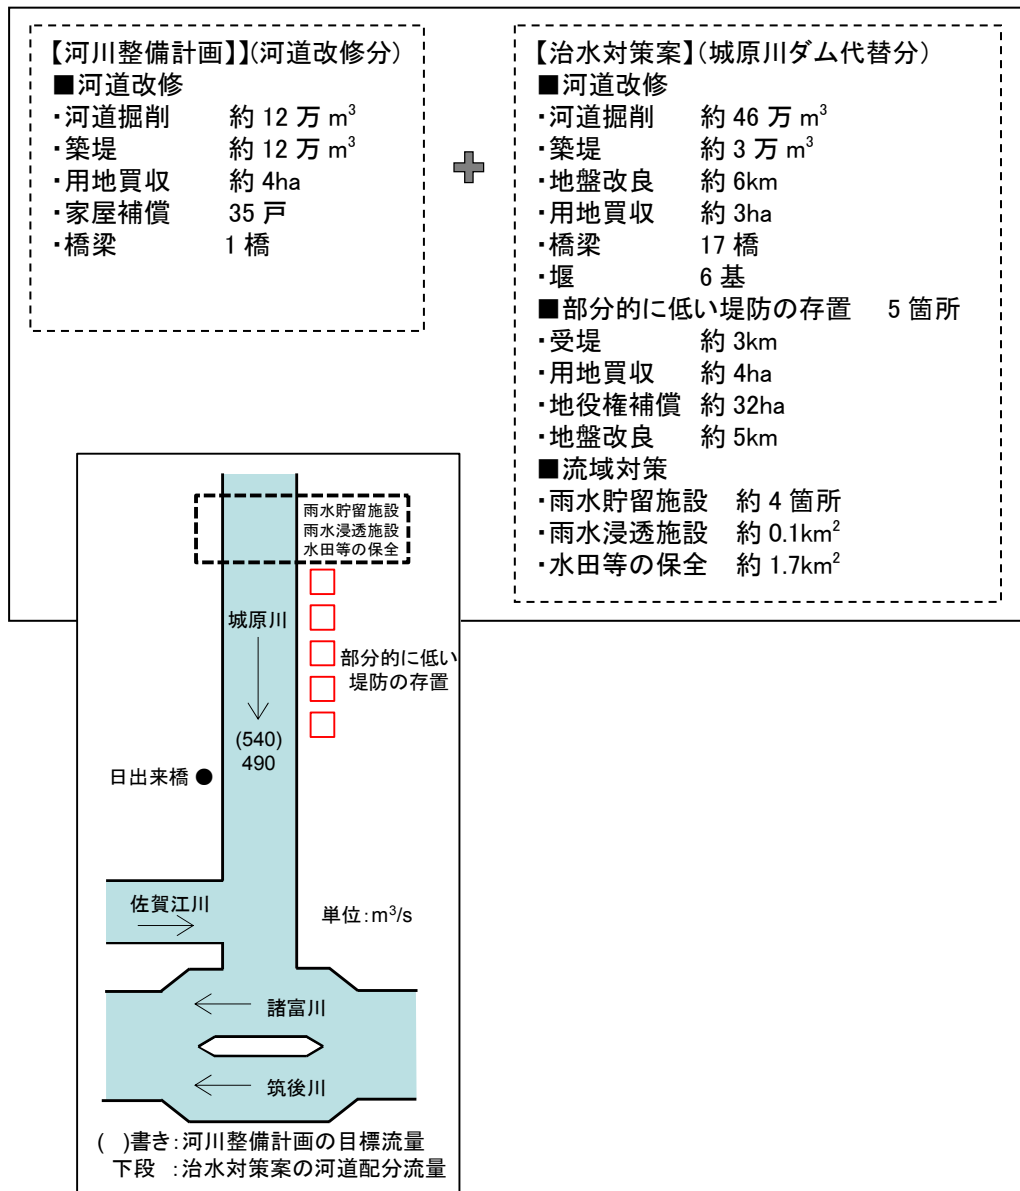 【河川整備計画】】(河道改修分)
■河道改修
・河道掘削 約 12 万 m³
・築堤 約 12 万 m³
・用地買収 約 4ha
・家屋補償 35 戸
・橋梁 1 橋
【治水対策案】(城原川ダム代替分)
■河道改修
・河道掘削 約 46 万 m³
・築堤 約 3 万 m³
・地盤改良 約 6km
・用地買収 約 3ha
・橋梁 17 橋
・堰 6 基
■部分的に低い堤防の存置 5 箇所
・受堤 約 3km
・用地買収 約 4ha
・地役権補償 約 32ha
・地盤改良 約 5km
■流域対策
・雨水貯留施設 約 4 箇所
・雨水浸透施設 約 0.1km²
・水田等の保全 約 1.7km²
雨水貯留施設
雨水浸透施設
水田等の保全
城原川
部分的に低い
堤防の存置
(540)
490
日出来橋
佐賀江川
単位:m³/s
諸富川
筑後川
( )書き:河川整備計画の目標流量
下段 :治水対策案の河道配分流量